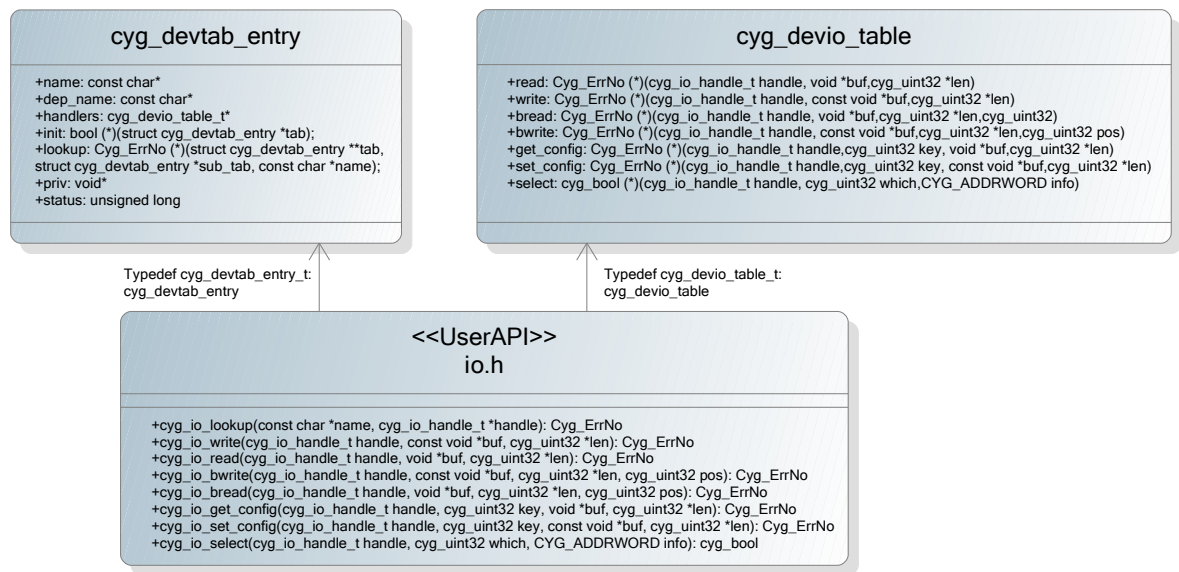 cyg_devtab_entry
+name: const char*
+dep_name: const char*
+handlers: cyg_devio_table_t*
+init: bool (*)(struct cyg_devtab_entry *tab);
+lookup: Cyg_ErrNo (*)(struct cyg_devtab_entry **tab,
struct cyg_devtab_entry *sub_tab, const char *name);
+priv: void*
+status: unsigned long
cyg_devio_table
+read: Cyg_ErrNo (*)(cyg_io_handle_t handle, void *buf,cyg_uint32 *len)
+write: Cyg_ErrNo (*)(cyg_io_handle_t handle, const void *buf,cyg_uint32 *len)
+bread: Cyg_ErrNo (*)(cyg_io_handle_t handle, void *buf,cyg_uint32 *len,cyg_uint32)
+bwrite: Cyg_ErrNo (*)(cyg_io_handle_t handle, const void *buf,cyg_uint32 *len,cyg_uint32 pos)
+get_config: Cyg_ErrNo (*)(cyg_io_handle_t handle,cyg_uint32 key, void *buf,cyg_uint32 *len)
+set_config: Cyg_ErrNo (*)(cyg_io_handle_t handle,cyg_uint32 key, const void *buf,cyg_uint32 *len)
+select: cyg_bool (*)(cyg_io_handle_t handle, cyg_uint32 which,CYG_ADDRWORD info)
Typedef cyg_devtab_entry_t:
cyg_devtab_entry
Typedef cyg_devio_table_t:
cyg_devio_table
<<UserAPI>>
io.h
+cyg_io_lookup(const char *name, cyg_io_handle_t *handle): Cyg_ErrNo
+cyg_io_write(cyg_io_handle_t handle, const void *buf, cyg_uint32 *len): Cyg_ErrNo
+cyg_io_read(cyg_io_handle_t handle, void *buf, cyg_uint32 *len): Cyg_ErrNo
+cyg_io_bwrite(cyg_io_handle_t handle, const void *buf, cyg_uint32 *len, cyg_uint32 pos): Cyg_ErrNo
+cyg_io_bread(cyg_io_handle_t handle, void *buf, cyg_uint32 *len, cyg_uint32 pos): Cyg_ErrNo
+cyg_io_get_config(cyg_io_handle_t handle, cyg_uint32 key, void *buf, cyg_uint32 *len): Cyg_ErrNo
+cyg_io_set_config(cyg_io_handle_t handle, cyg_uint32 key, const void *buf, cyg_uint32 *len): Cyg_ErrNo
+cyg_io_select(cyg_io_handle_t handle, cyg_uint32 which, CYG_ADDRWORD info): cyg_bool